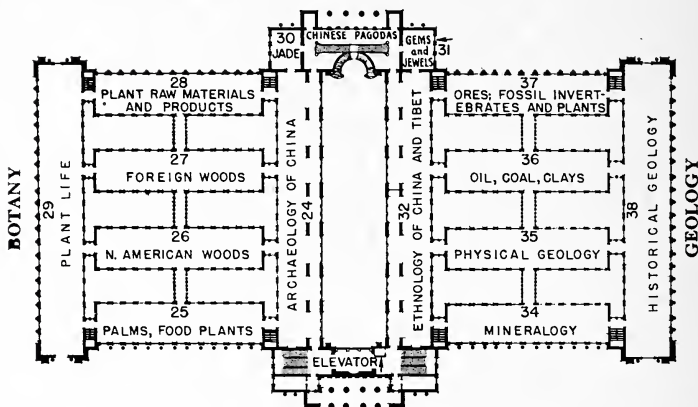 30
JADE
CHINESE PAGODAS
GEMS
and
JEWELS
31
28
PLANT RAW MATERIALS
AND PRODUCTS
27
FOREIGN WOODS
26
N. AMERICAN WOODS
25
PALMS, FOOD PLANTS
BOTANY
29
PLANT LIFE
ARCHAEOLOGY OF CHINA
24
32
ETHNOLOGY OF CHINA AND TIBET
37
ORES; FOSSIL INVERT-
EBRATES AND PLANTS
36
OIL, COAL, CLAYS
35
PHYSICAL GEOLOGY
34
MINERALOGY
38
HISTORICAL GEOLOGY
GEOLOGY
ELEVATOR